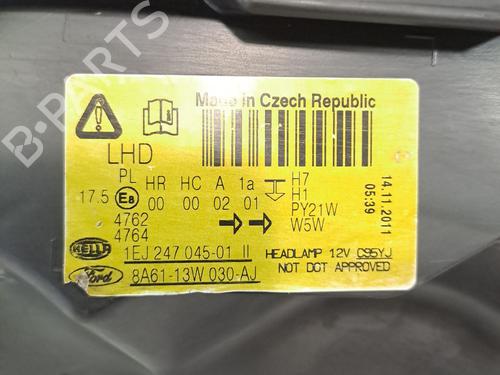 B-PARTS
Made in Czech Republic
LHD
PL HR HC A 1a H7
17.5 E8 00 00 02 01 H1
PY21W
4762 W5W
4764
14.11.2011
05:39
HELLA 1EJ 247 045-01 II HEADLAMP 12V C95YJ
Ford 8A61-13W 030-AJ NOT DOT APPROVED